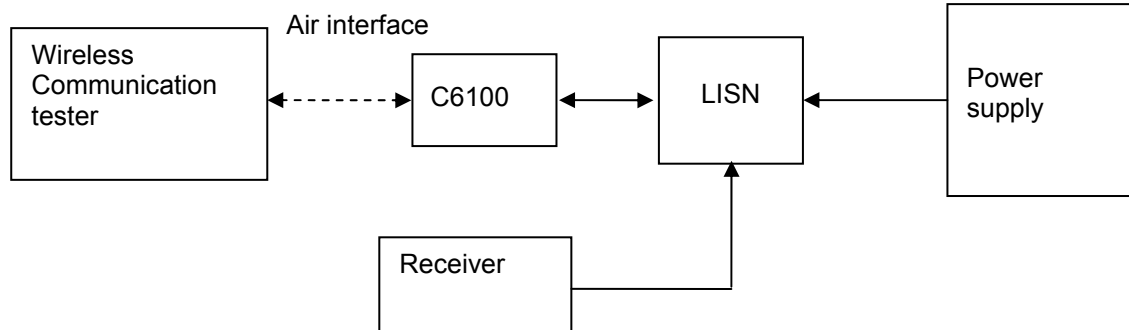 Air interface
Wireless
Communication
tester
C6100
LISN
Power
supply
Receiver